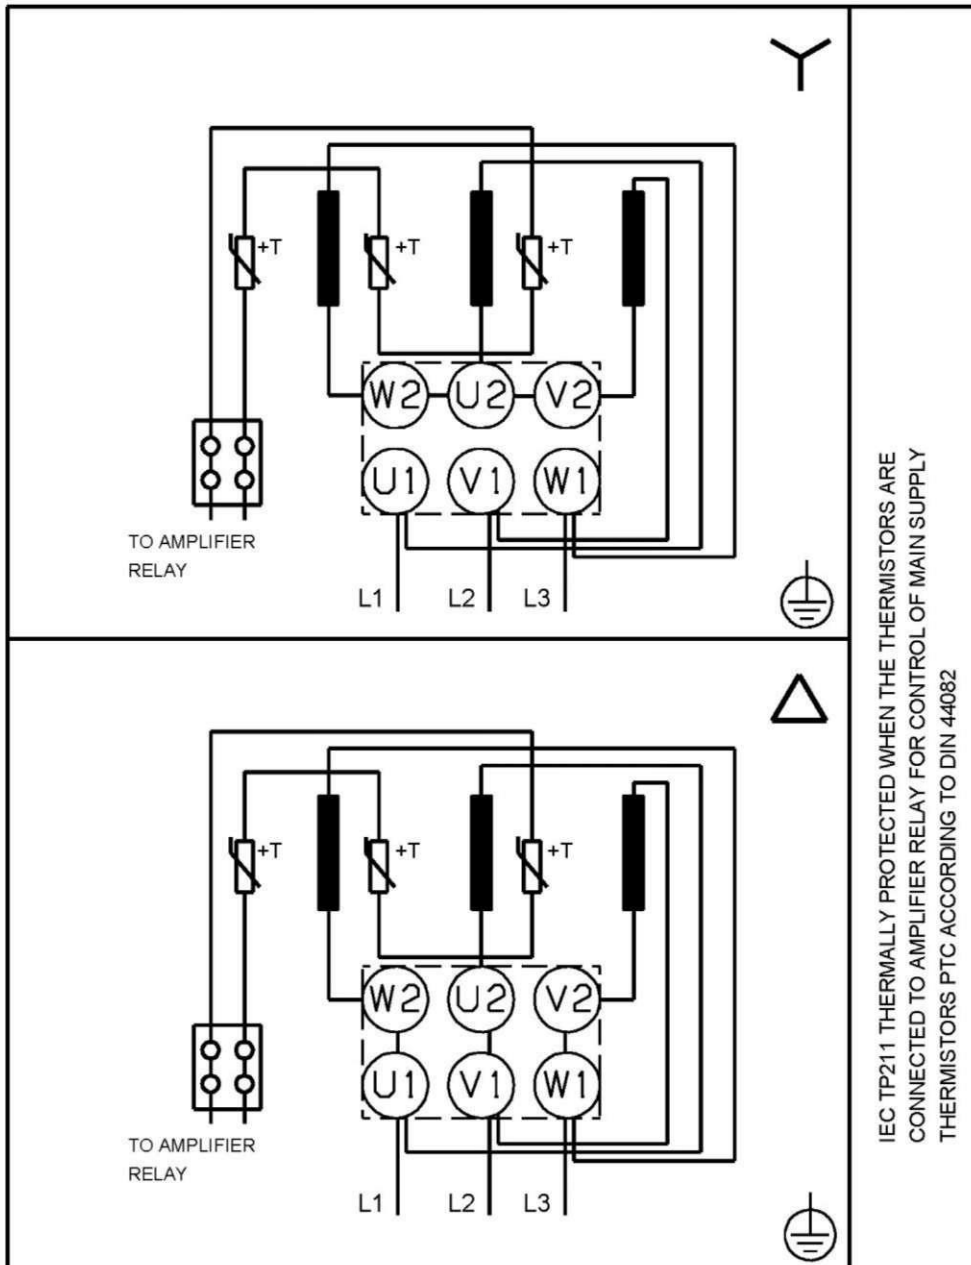 +T
+T
+T
W2
U2
V2
U1
V1
W1
TO AMPLIFIER
RELAY
L1
L2
L3
+T
+T
+T
W2
U2
V2
U1
V1
W1
TO AMPLIFIER
RELAY
L1
L2
L3
IEC TP211 THERMALLY PROTECTED WHEN THE THERMISTORS ARE
CONNECTED TO AMPLIFIER RELAY FOR CONTROL OF MAIN SUPPLY
THERMISTORS PTC ACCORDING TO DIN 44082